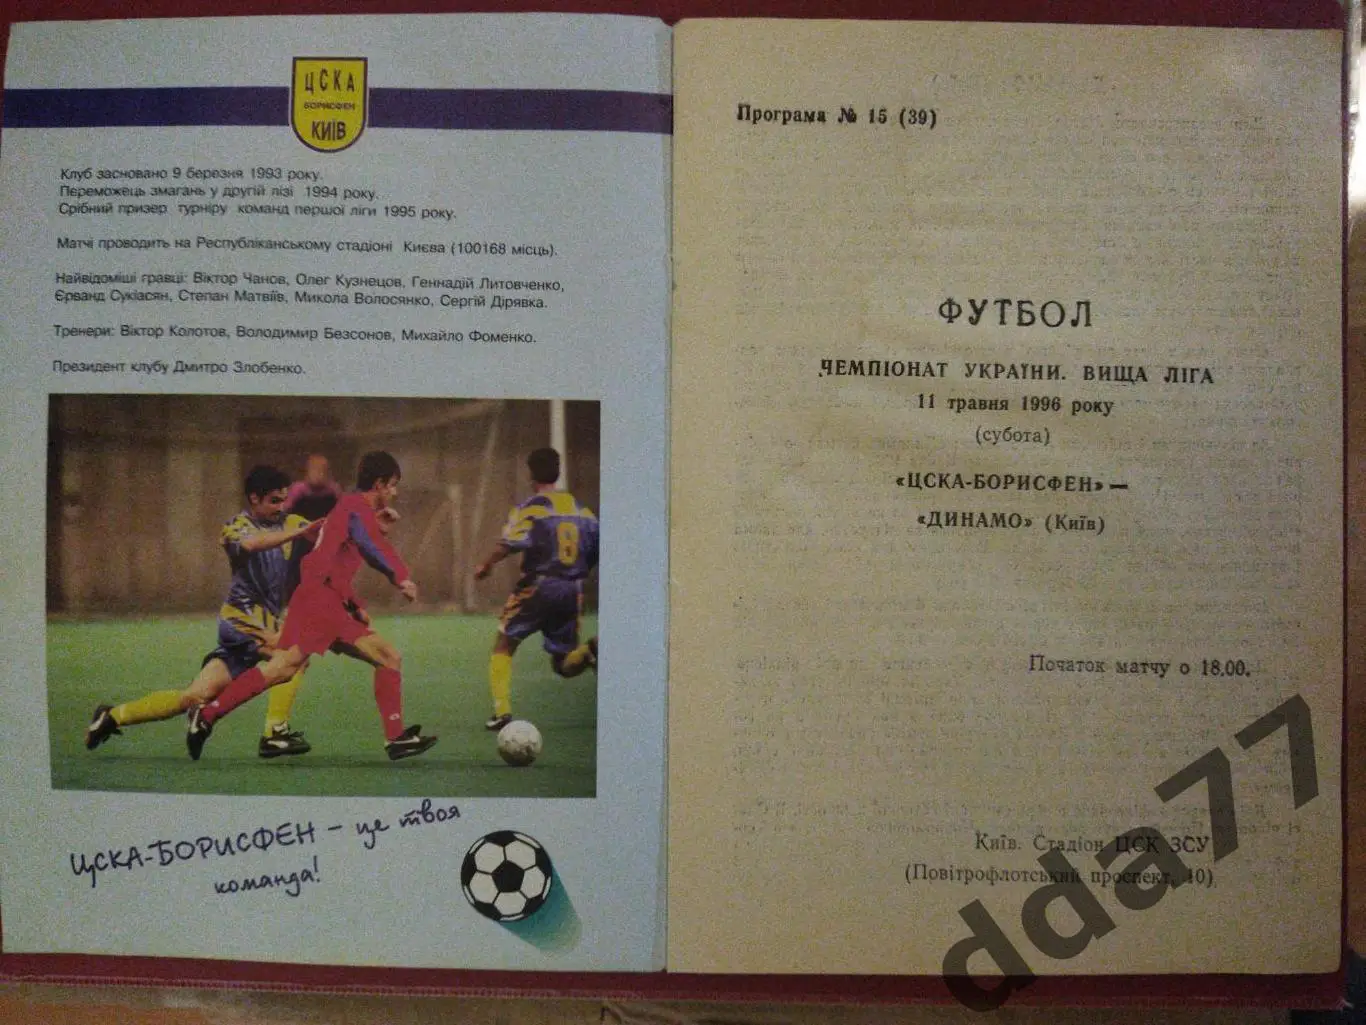 ЦСКА
БОРИСФЕН
КИЇВ
Клуб засновано 9 березня 1993 року.
Переможець змагань у другій лізі 1994 року.
Срібний призер турніру команд першої ліги 1995 року.
Матчі проводить на Республіканському стадіоні Києва (100168 місць).
Найвідоміші гравці: Віктор Чанов, Олег Кузнецов, Геннадій Литовченко,
Єрванд Сукіасян, Степан Матвіїв, Микола Волосянко, Сергій Дірявка.
Тренери: Віктор Колотов, Володимир Безсонов, Михайло Фоменко.
Президент клубу Дмитро Злобенко.
8
ЦСКА-БОРИСФЕН – це твоя
команда!
Програма № 15 (39)
ФУТБОЛ
ЧЕМПІОНАТ УКРАЇНИ. ВИЩА ЛІГА
11 травня 1996 року
(субота)
«ЦСКА-БОРИСФЕН» —
«ДИНАМО» (Київ)
Початок матчу о 18.00.
Київ. Стадіон ЦСК ЗСУ
(Повітрофлотський проспект, 10)
dda77